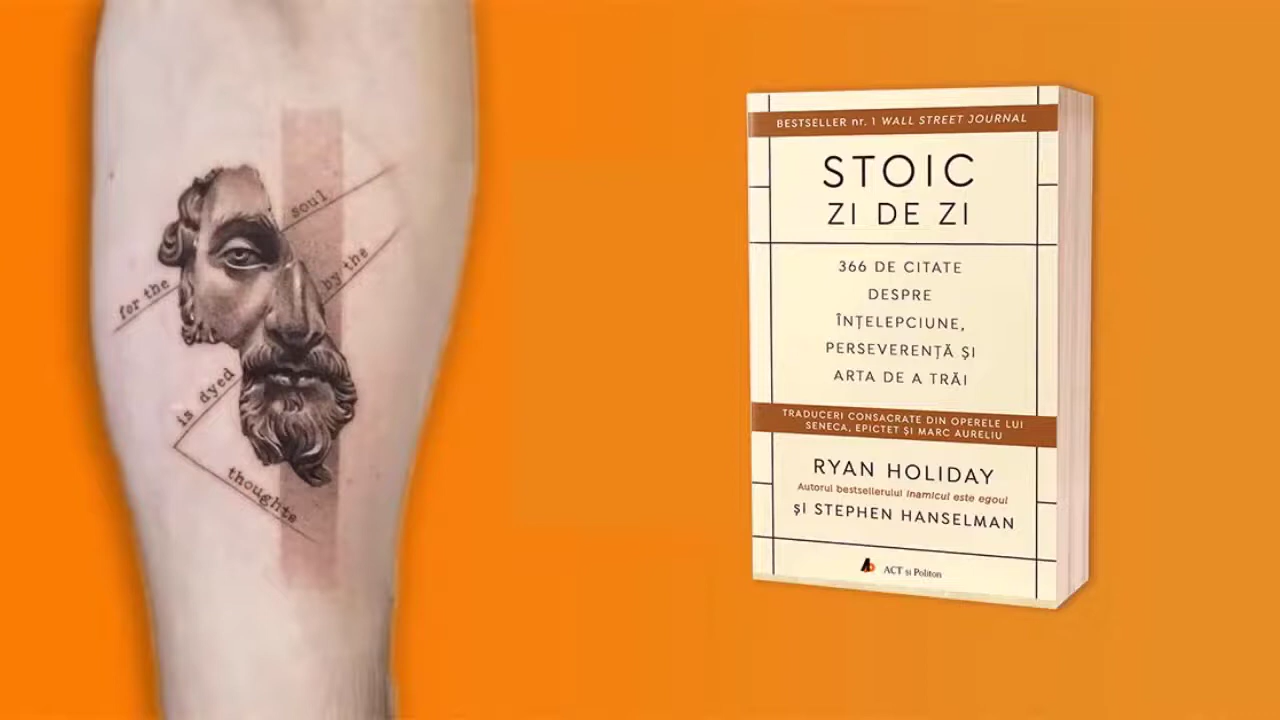 for the
soul
is dyed
by the
thoughts
BESTSELLER nr. 1 WALL STREET JOURNAL
STOIC
ZI DE ZI
366 DE CITATE
DESPRE
ÎNȚELEPCIUNE,
PERSEVERENȚĂ ȘI
ARTA DE A TRĂI
TRADUCERI CONSACRATE DIN OPERELE LUI
SENECA, EPICTET ȘI MARC AURELIU
RYAN HOLIDAY
Autorul bestsellerului Inamicul este egoul
ȘI STEPHEN HANSELMAN
ACT și Politon